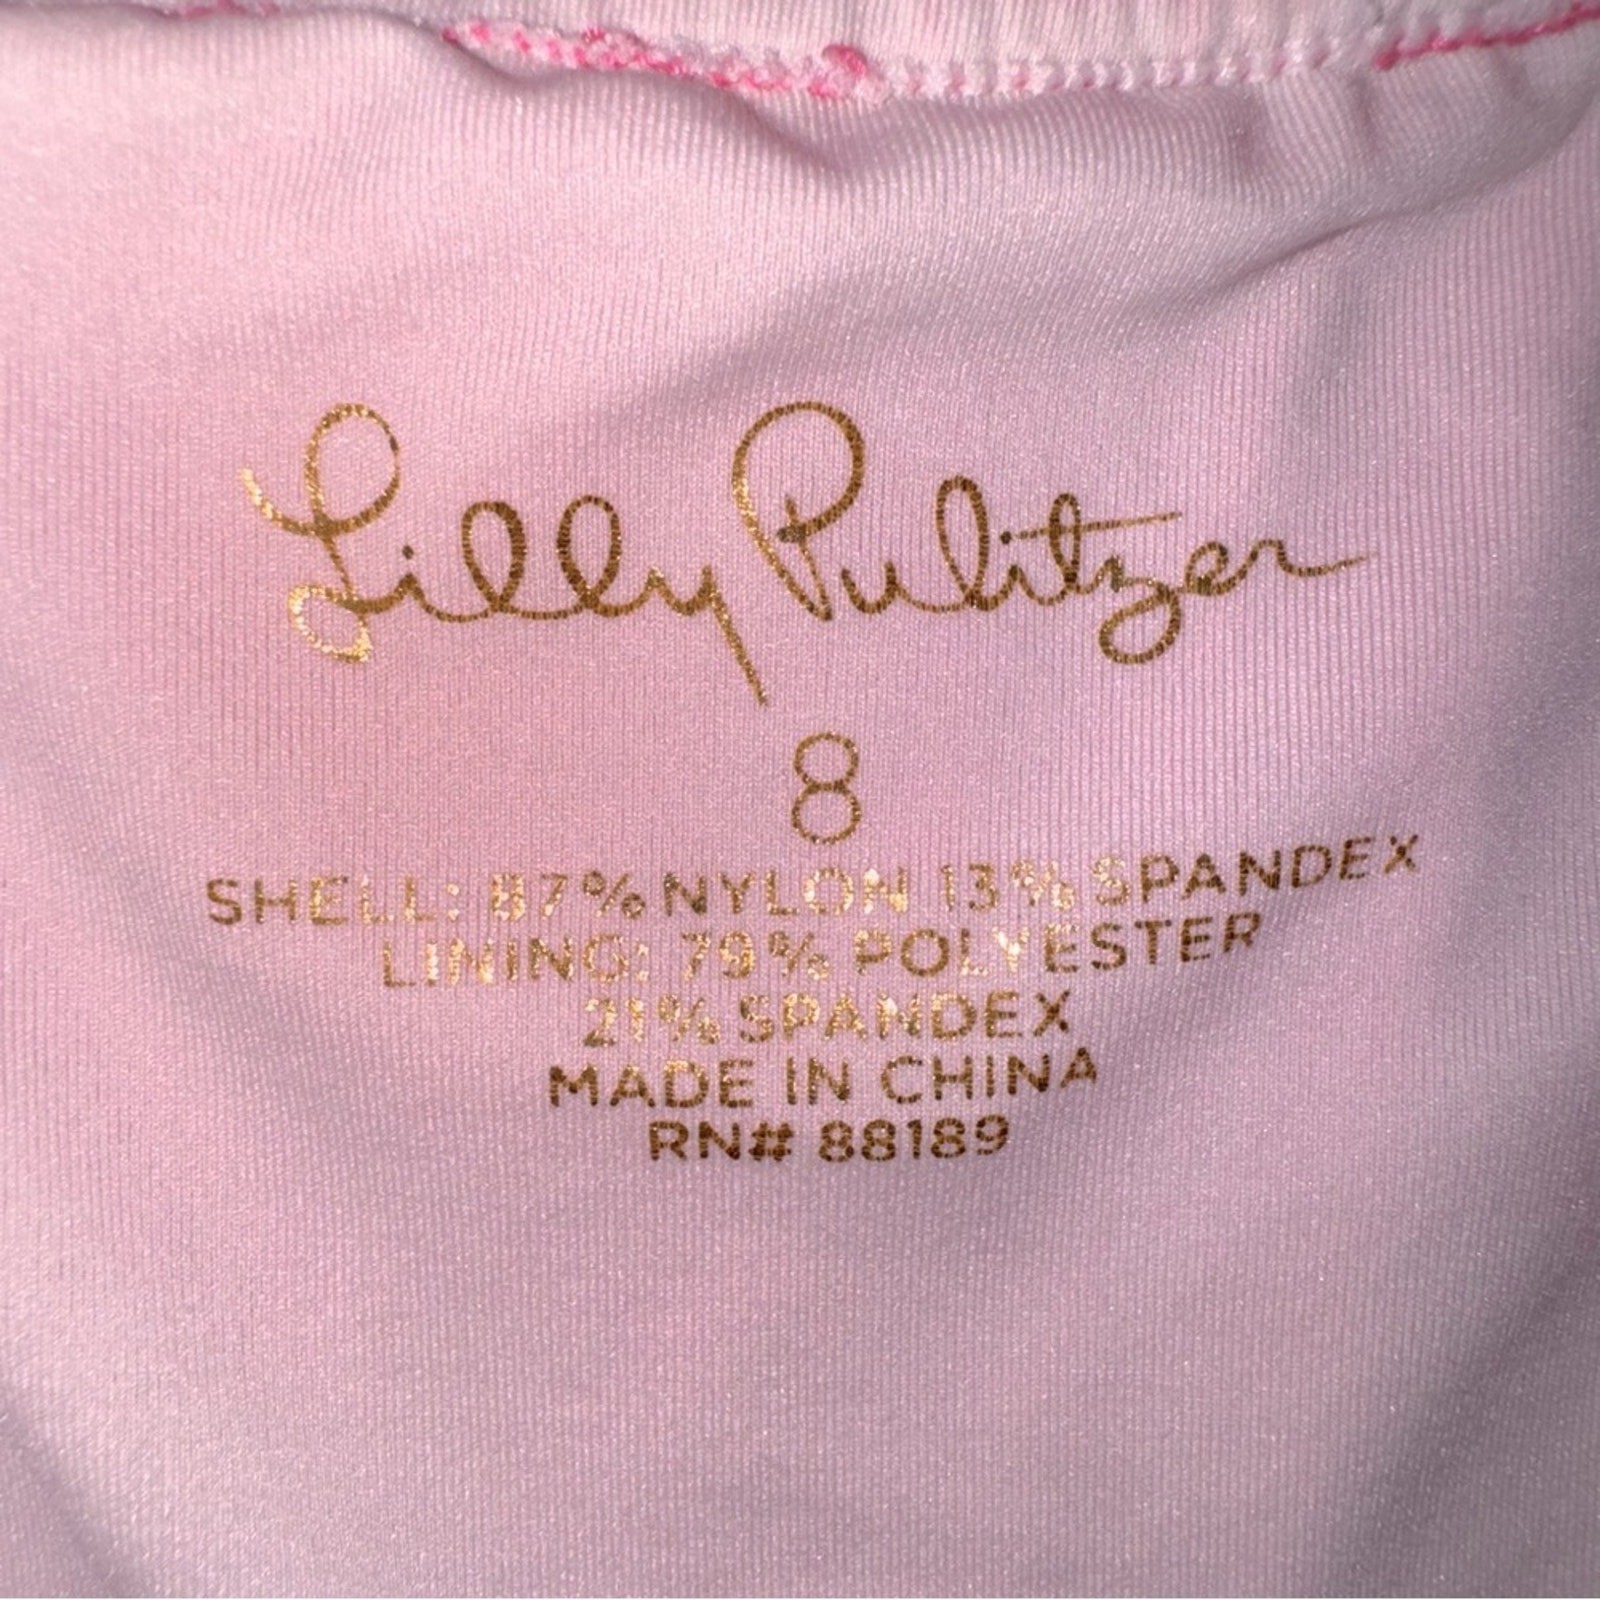 Lilly Pulitzer
8
SHELL: 87% NYLON 13% SPANDEX
LINING: 79% POLYESTER
21% SPANDEX
MADE IN CHINA
RN# 88189